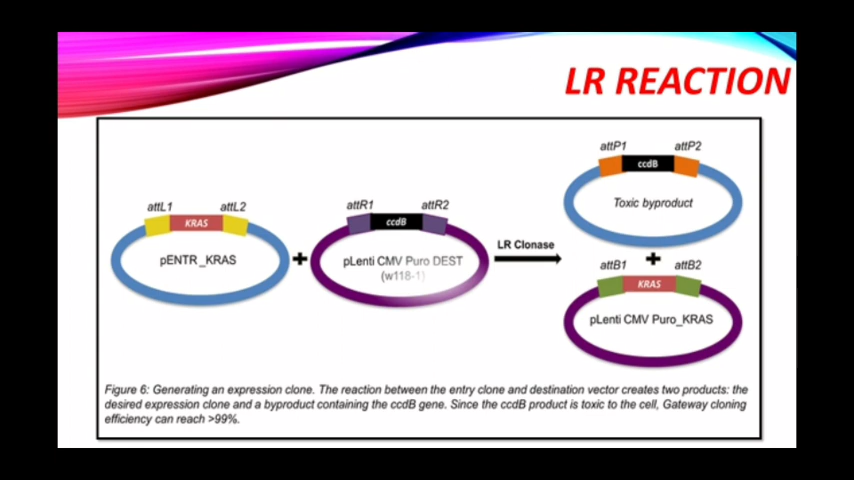 LR REACTION
attP1 attP2
ccdB
Toxic byproduct
attL1 attL2
KRAS
pENTR_KRAS
+
attR1 attR2
ccdB
pLenti CMV Puro DEST
(w118-1)
LR Clonase
+
attB1 attB2
KRAS
pLenti CMV Puro_KRAS
Figure 6: Generating an expression clone. The reaction between the entry clone and destination vector creates two products: the
desired expression clone and a byproduct containing the ccdB gene. Since the ccdB product is toxic to the cell, Gateway cloning
efficiency can reach >99%.